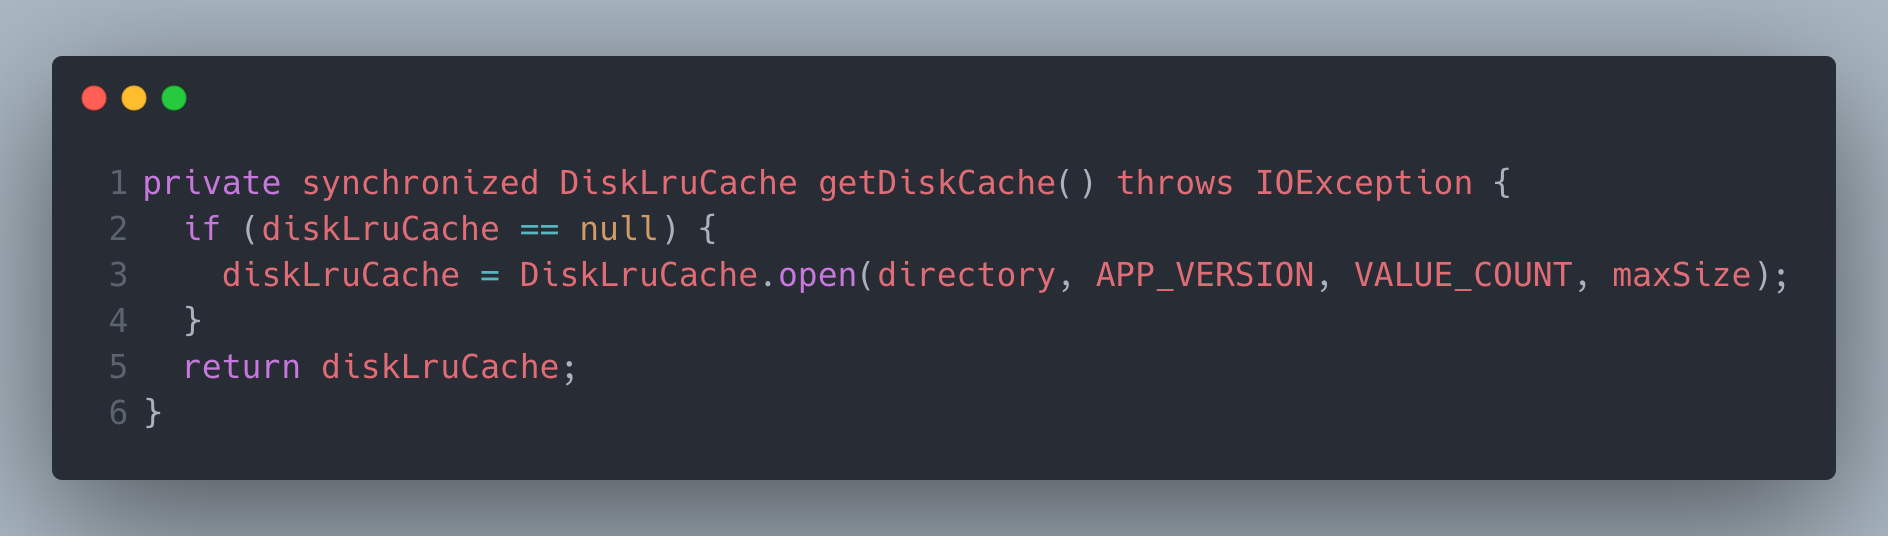 1 private synchronized DiskLruCache getDiskCache() throws IOException {
2   if (diskLruCache == null) {
3     diskLruCache = DiskLruCache.open(directory, APP_VERSION, VALUE_COUNT, maxSize);
4   }
5   return diskLruCache;
6 }